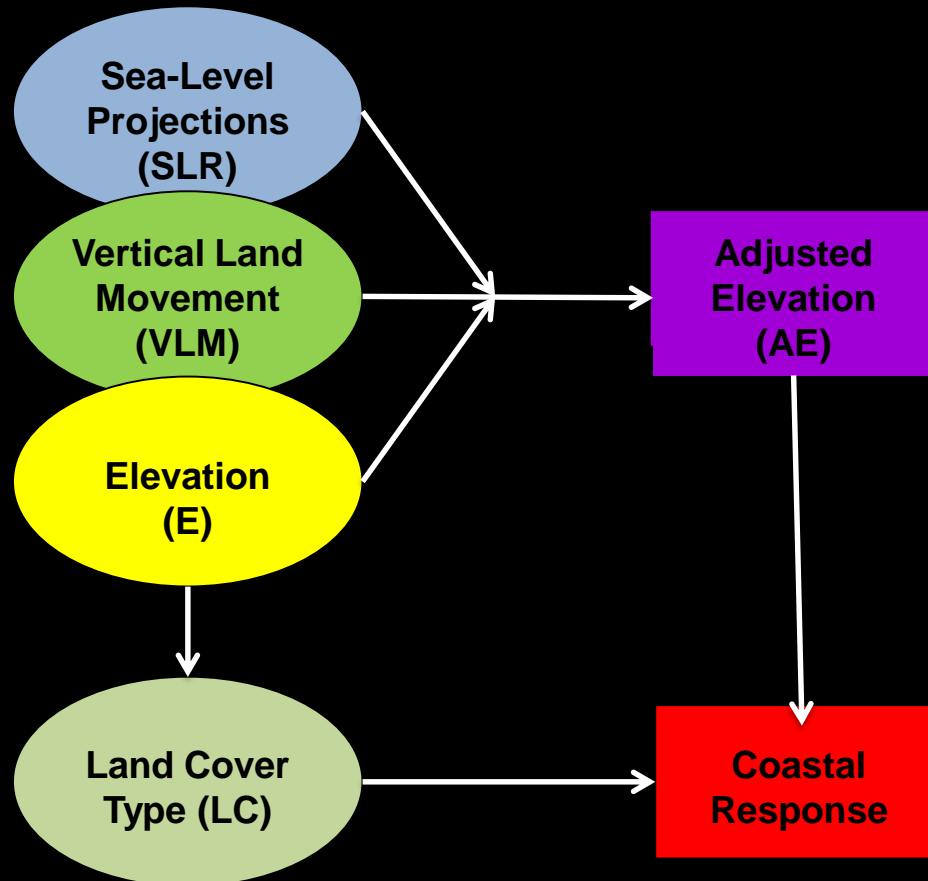 Sea-Level
Projections
(SLR)
Vertical Land
Movement
(VLM)
Adjusted
Elevation
(AE)
Elevation
(E)
Land Cover
Type (LC)
Coastal
Response